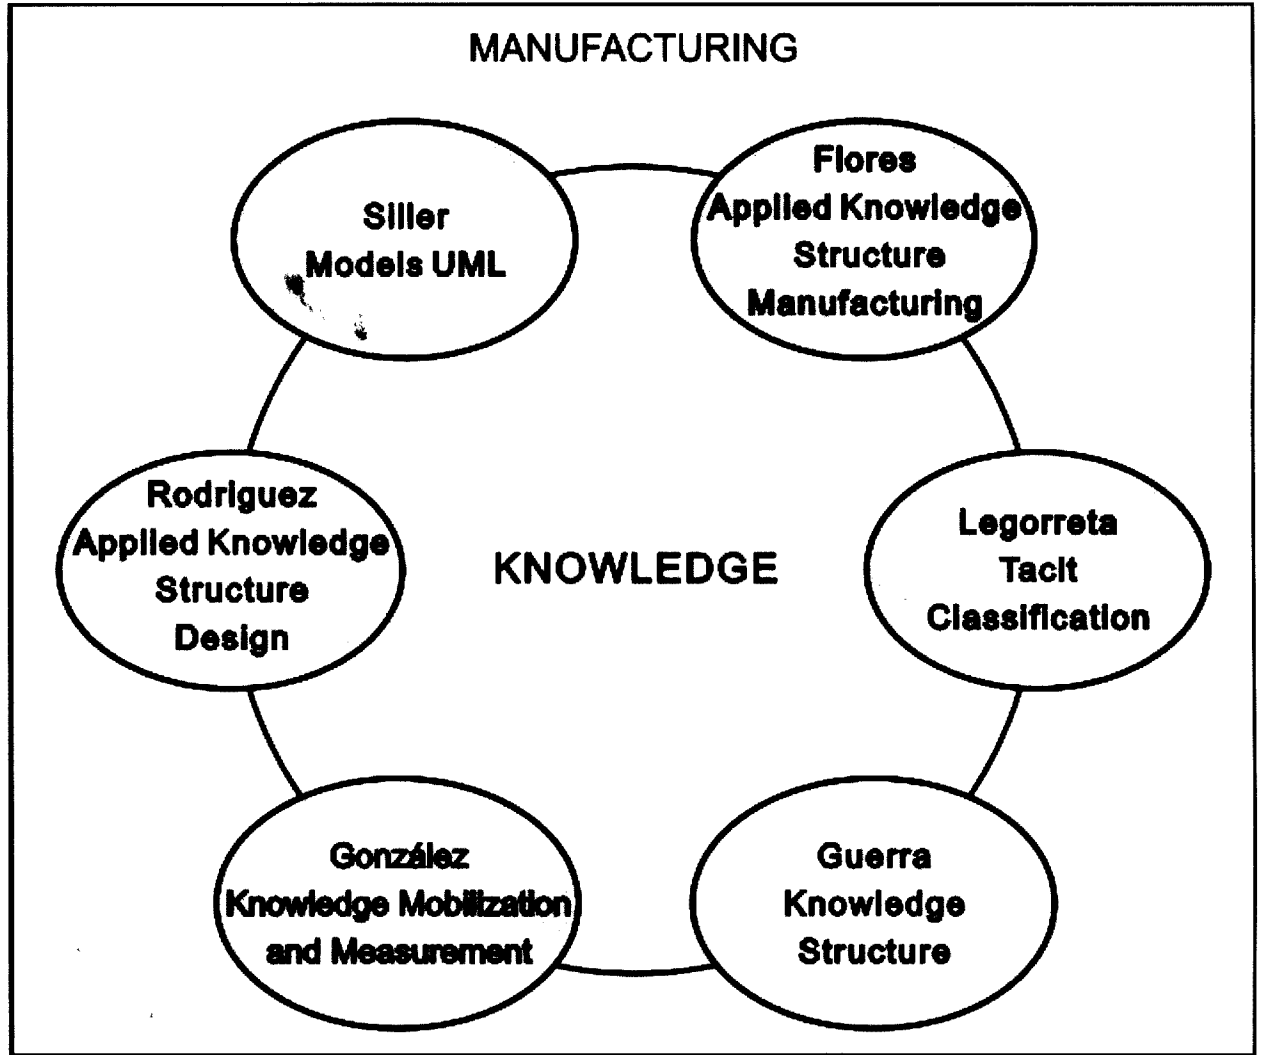 MANUFACTURING
Siller
Models UML
Flores
Applied Knowledge
Structure
Manufacturing
Rodriguez
Applied Knowledge
Structure
Design
KNOWLEDGE
Legorreta
Tacit
Classification
González
Knowledge Mobilization
and Measurement
Guerra
Knowledge
Structure